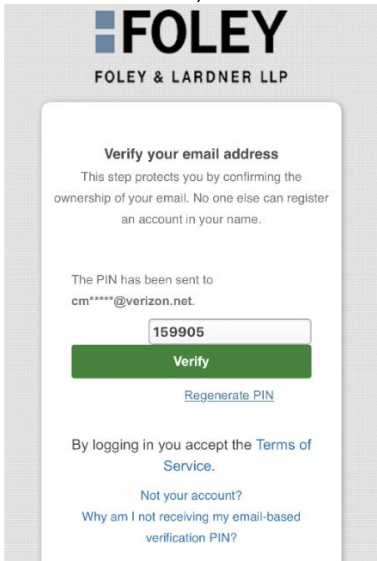 FOLEY
FOLEY & LARDNER LLP
Verify your email address
This step protects you by confirming the
ownership of your email. No one else can register
an account in your name.
The PIN has been sent to
cm*****@verizon.net.
159905
Verify
Regenerate PIN
By logging in you accept the Terms of
Service.
Not your account?
Why am I not receiving my email-based
verification PIN?